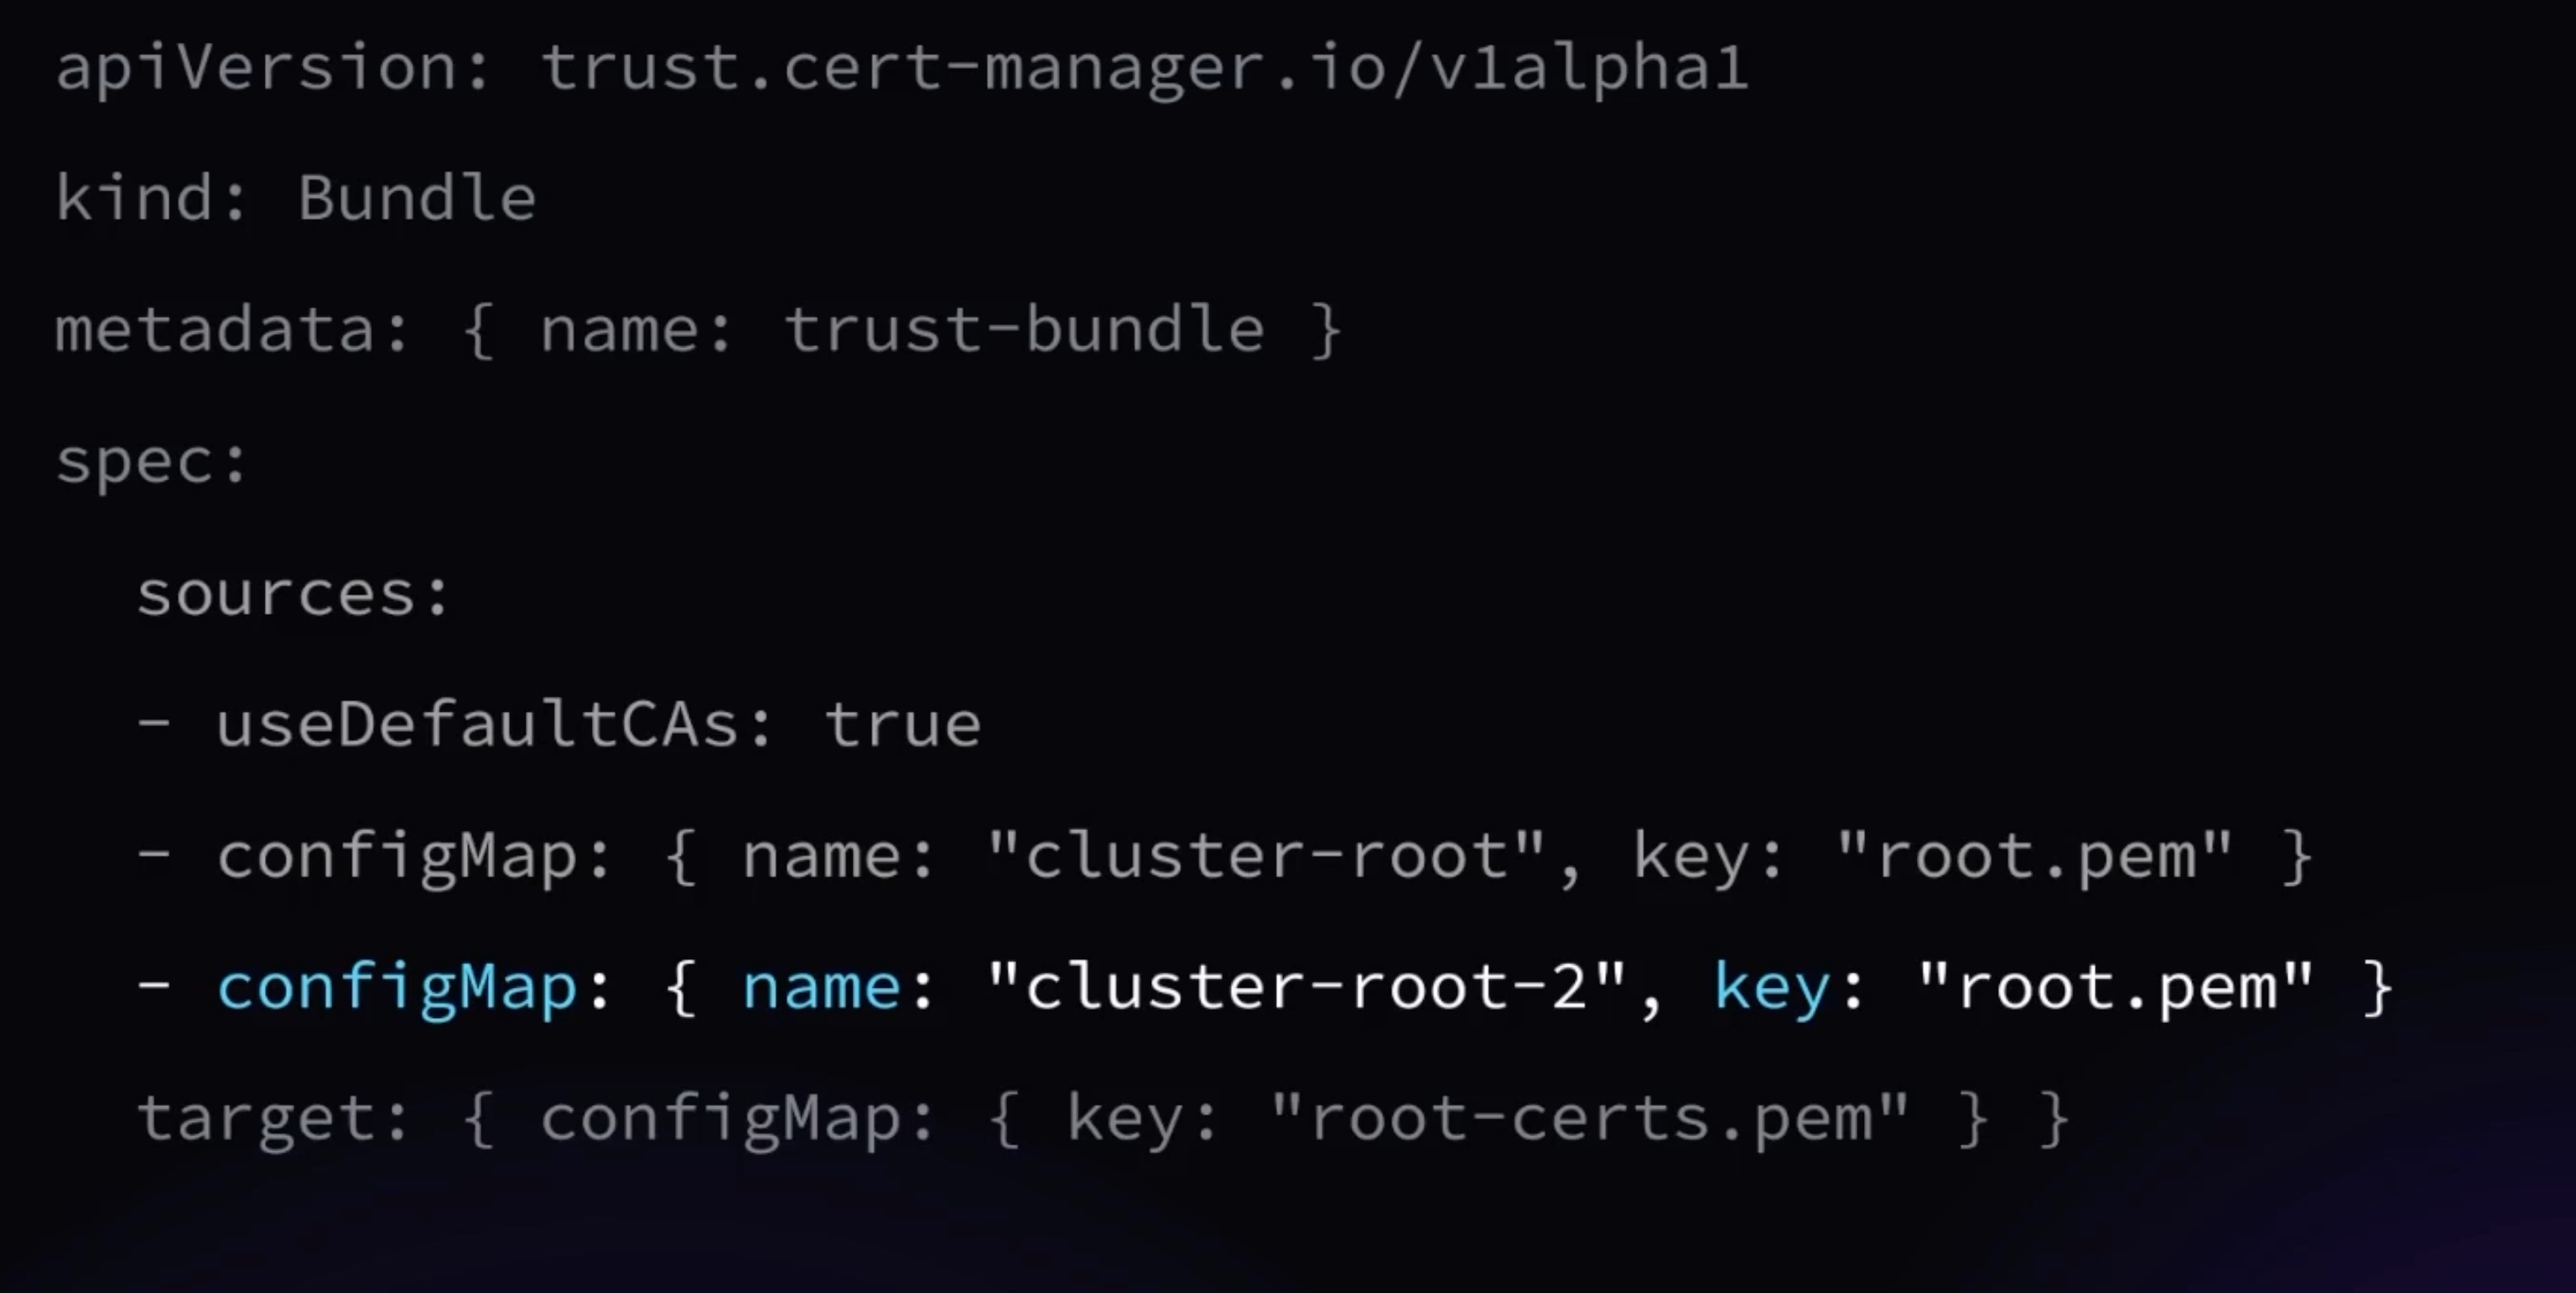 apiVersion: trust.cert-manager.io/v1alpha1
kind: Bundle
metadata: { name: trust-bundle }
spec:
  sources:
  - useDefaultCAs: true
  - configMap: { name: "cluster-root", key: "root.pem" }
  - configMap: { name: "cluster-root-2", key: "root.pem" }
  target: { configMap: { key: "root-certs.pem" } }